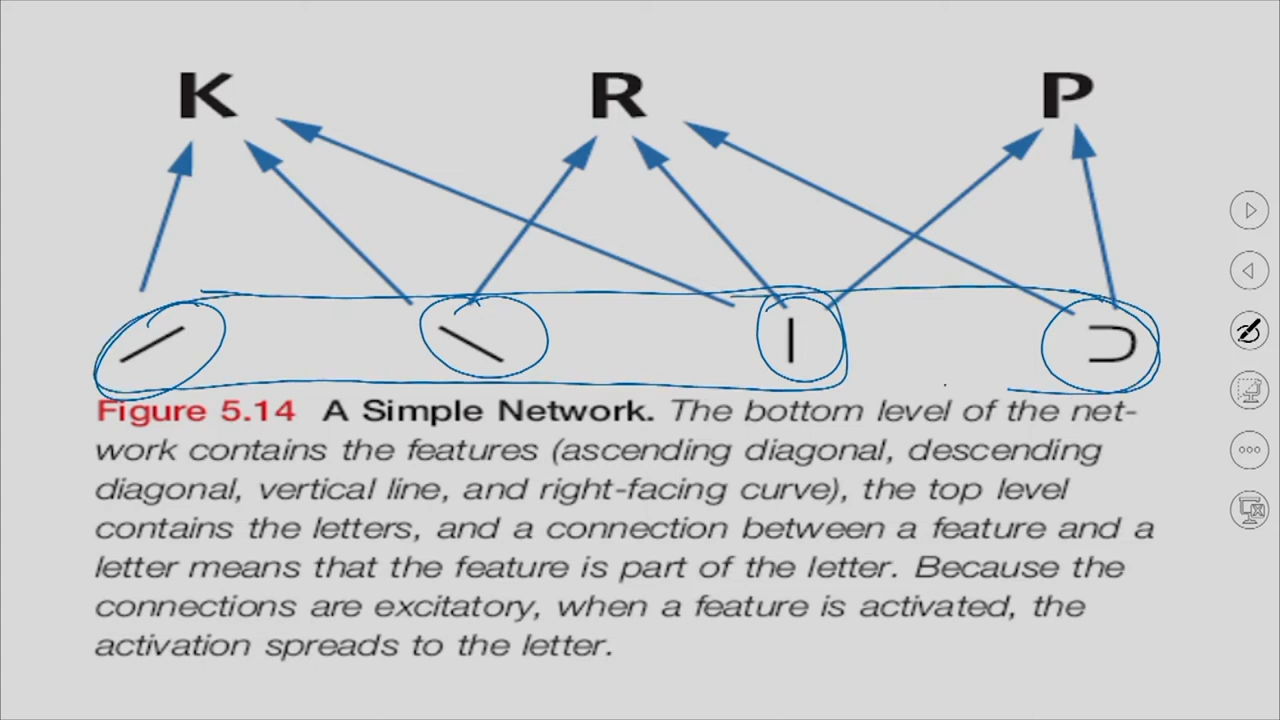 K R P
Figure 5.14 A Simple Network. The bottom level of the net-
work contains the features (ascending diagonal, descending
diagonal, vertical line, and right-facing curve), the top level
contains the letters, and a connection between a feature and a
letter means that the feature is part of the letter. Because the
connections are excitatory, when a feature is activated, the
activation spreads to the letter.